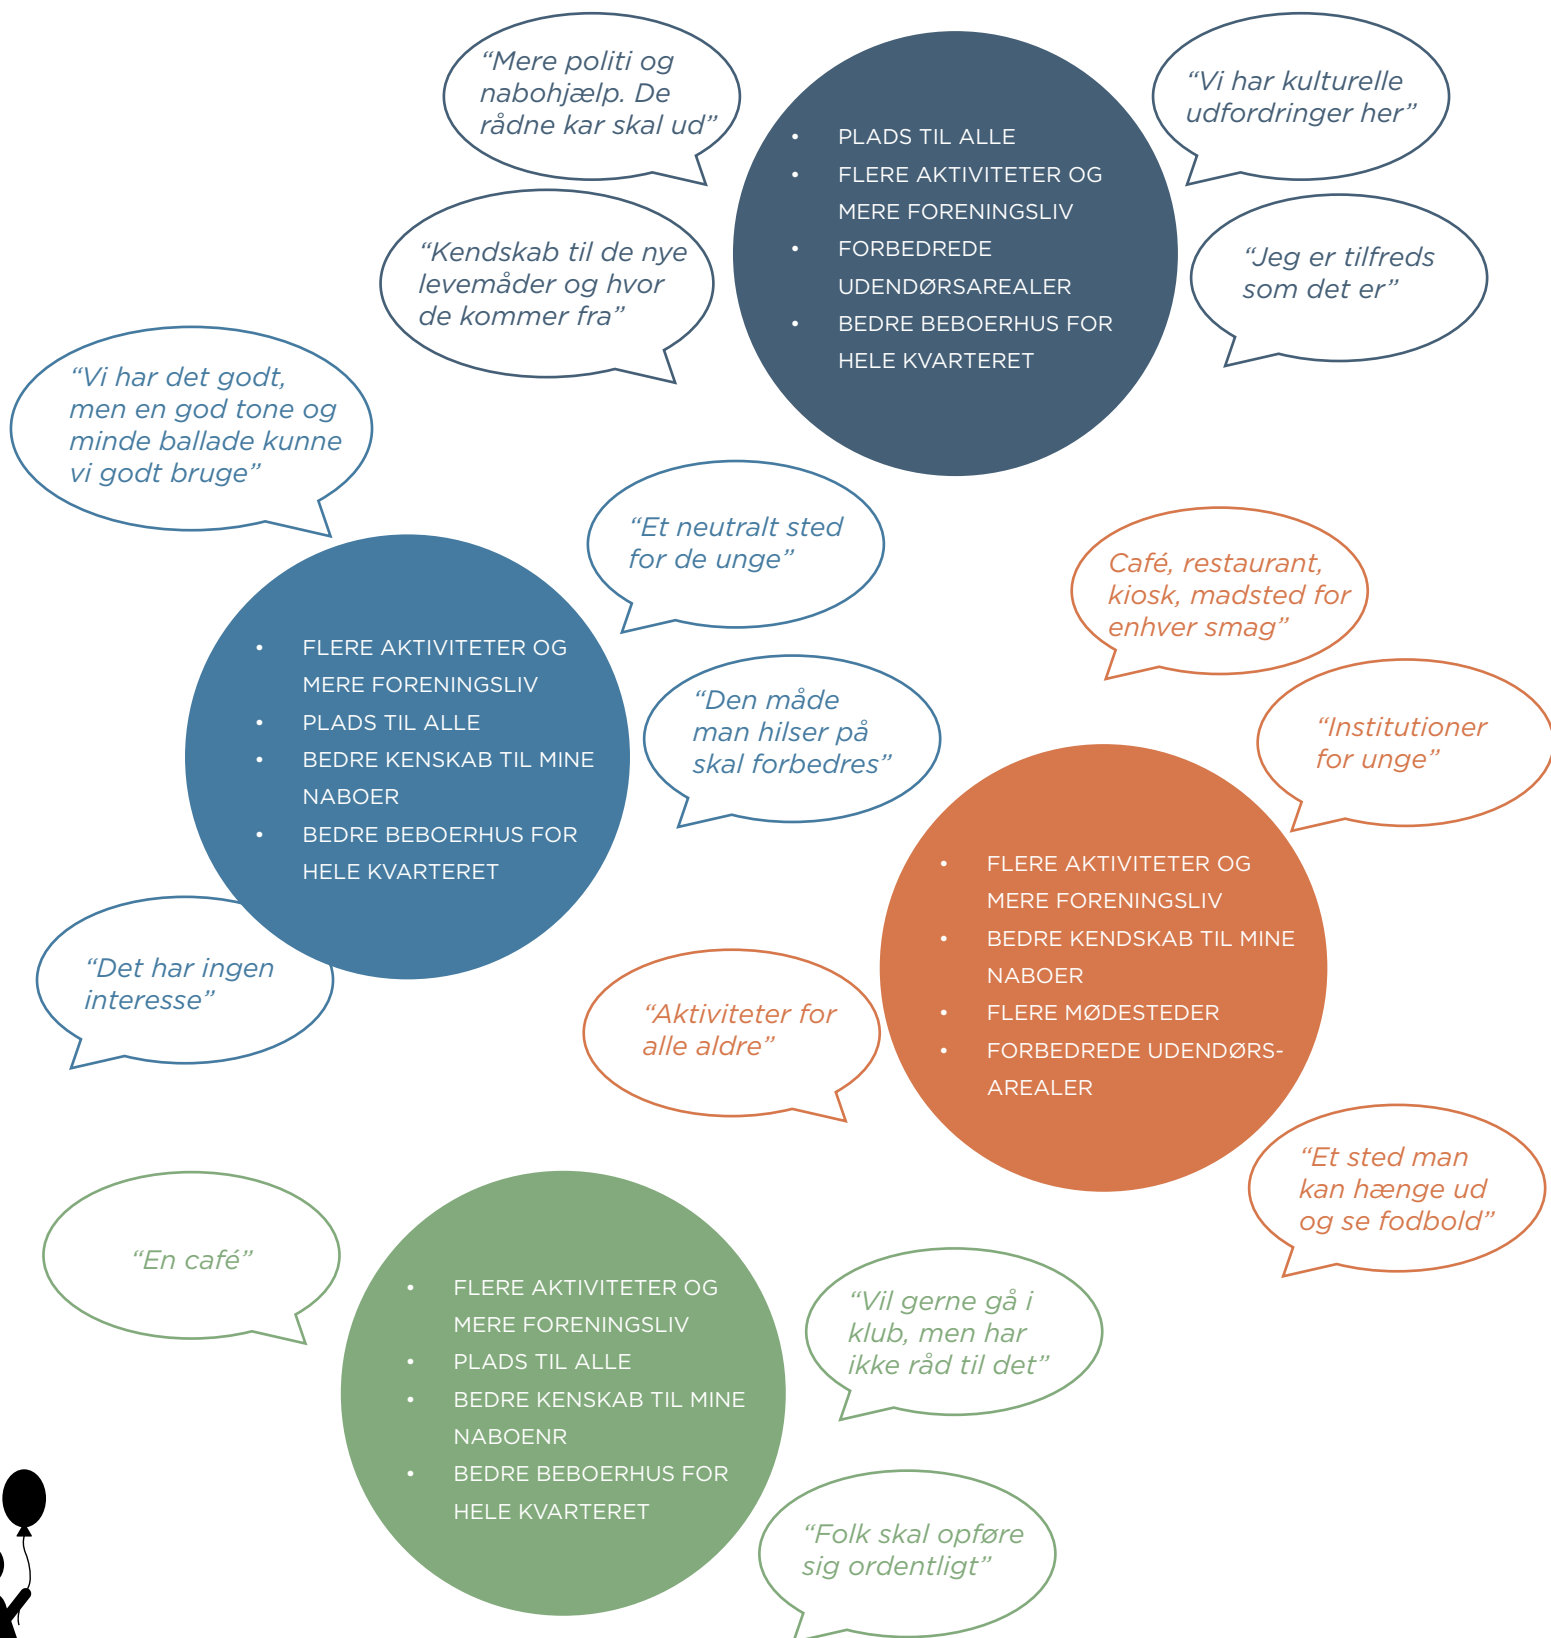 “Mere politi og
nabohjælp. De
rådne kar skal ud”
“Kendskab til de nye
levemåder og hvor
de kommer fra”
• PLADS TIL ALLE
• FLERE AKTIVITETER OG
MERE FORENINGSLIV
• FORBEDREDE
UDENDØRSAREALER
• BEDRE BEBOERHUS FOR
HELE KVARTERET
“Vi har kulturelle
udfordringer her”
“Jeg er tilfreds
som det er”
“Vi har det godt,
men en god tone og
minde ballade kunne
vi godt bruge”
“Et neutralt sted
for de unge”
• FLERE AKTIVITETER OG
MERE FORENINGSLIV
• PLADS TIL ALLE
• BEDRE KENSKAB TIL MINE
NABOER
• BEDRE BEBOERHUS FOR
HELE KVARTERET
“Den måde
man hilser på
skal forbedres”
“Det har ingen
interesse”
Café, restaurant,
kiosk, madsted for
enhver smag”
“Institutioner
for unge”
• FLERE AKTIVITETER OG
MERE FORENINGSLIV
• BEDRE KENDSKAB TIL MINE
NABOER
• FLERE MØDESTEDER
• FORBEDREDE UDENDØRS-
AREALER
“Aktiviteter for
alle aldre”
“Et sted man
kan hænge ud
og se fodbold”
“En café”
• FLERE AKTIVITETER OG
MERE FORENINGSLIV
• PLADS TIL ALLE
• BEDRE KENSKAB TIL MINE
NABOENR
• BEDRE BEBOERHUS FOR
HELE KVARTERET
“Vil gerne gå i
klub, men har
ikke råd til det”
“Folk skal opføre
sig ordentligt”